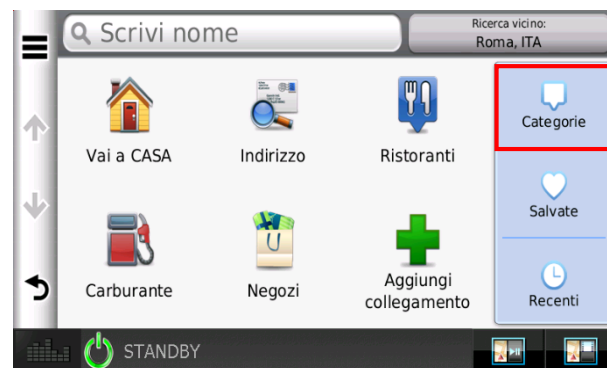 Scrivi nome
Ricerca vicino:
Roma, ITA
Vai a CASA
Indirizzo
Ristoranti
Categorie
Salvate
Carburante
Negozi
Aggiungi
collegamento
Recenti
STANDBY